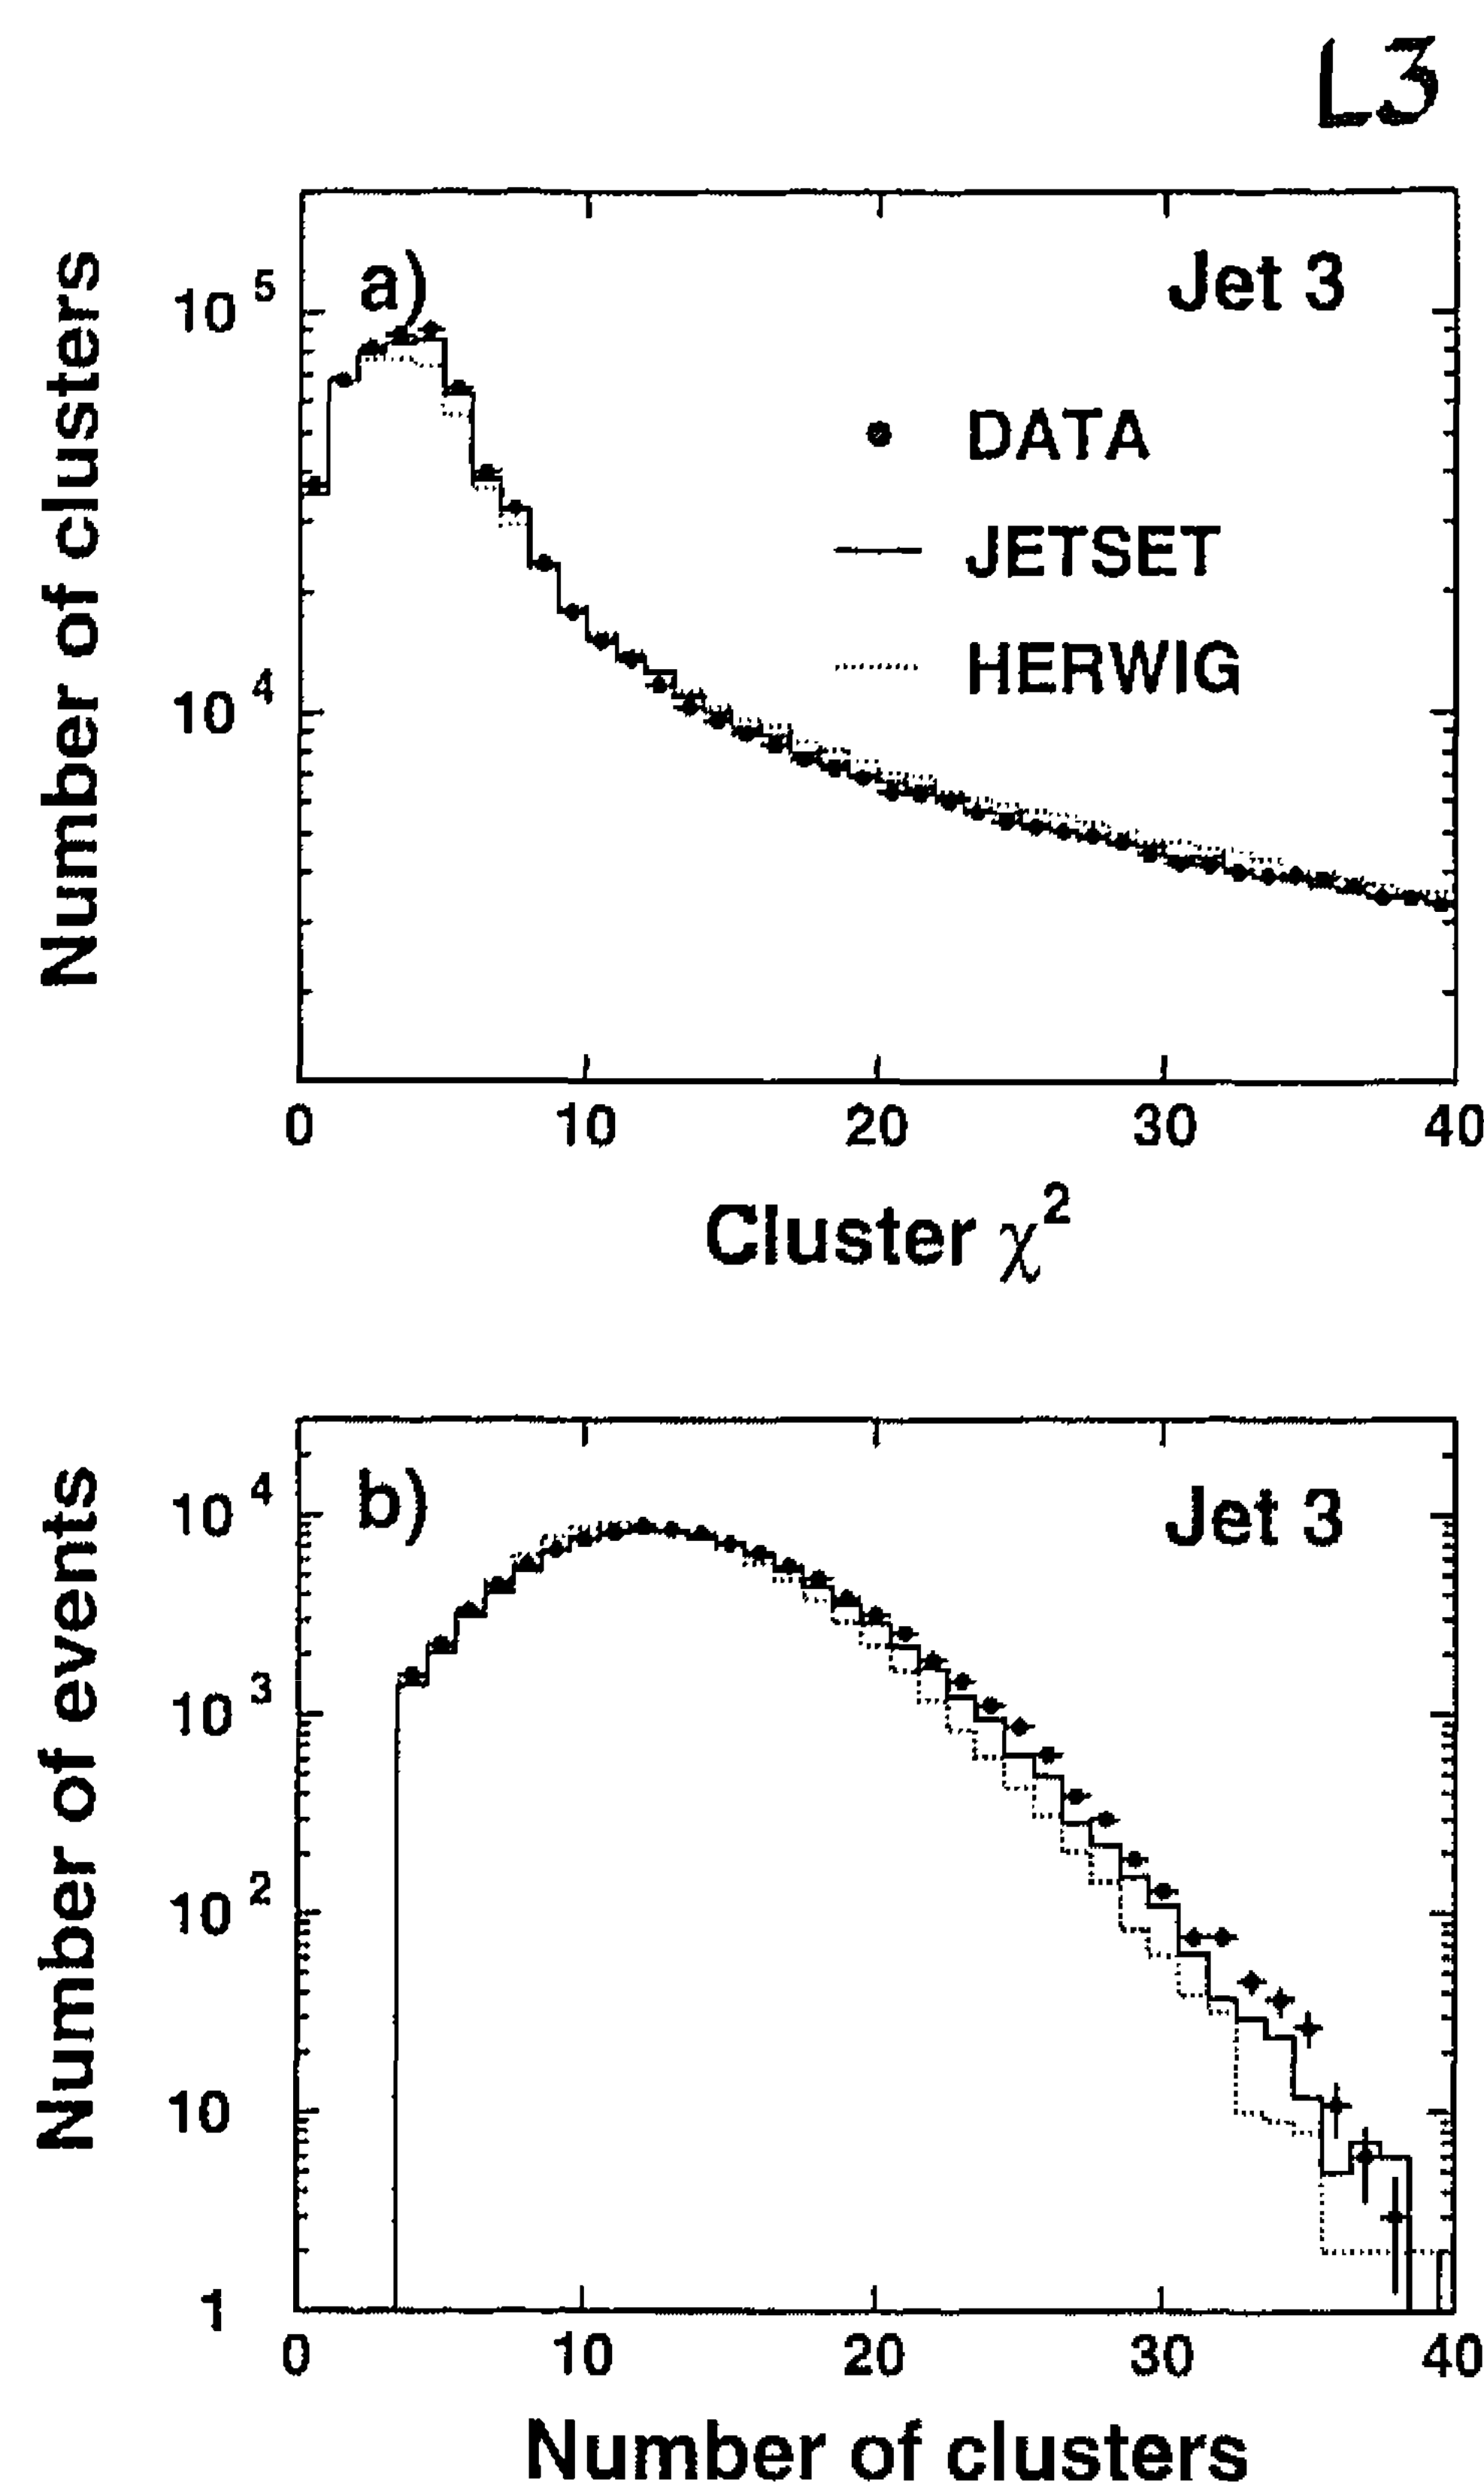 L3
a)
Jet 3
Number of clusters
10^5
10^4
DATA
JETSET
HERWIG
0 10 20 30 40
Cluster χ^2
b)
Jet 3
Number of events
10^4
10^3
10^2
10
1
0 10 20 30 40
Number of clusters